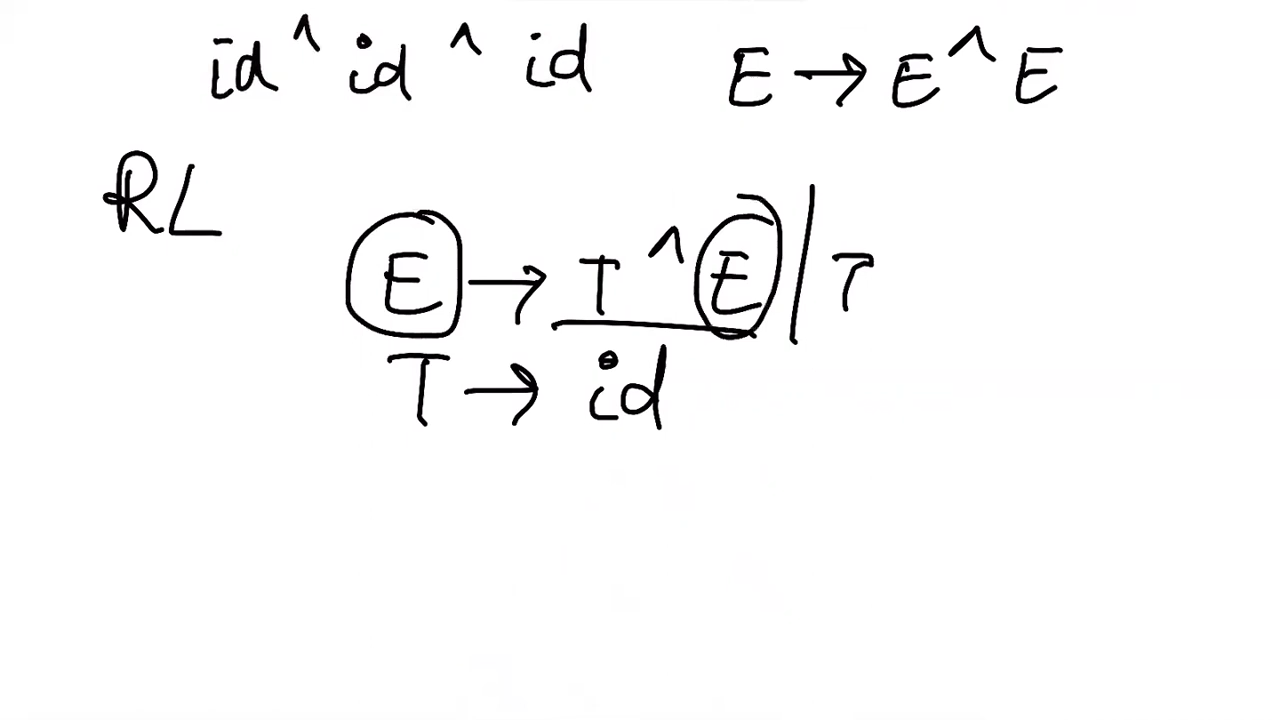 id ^ id ^ id E → E ^ E
RL
E → T ^ E | T
T → id